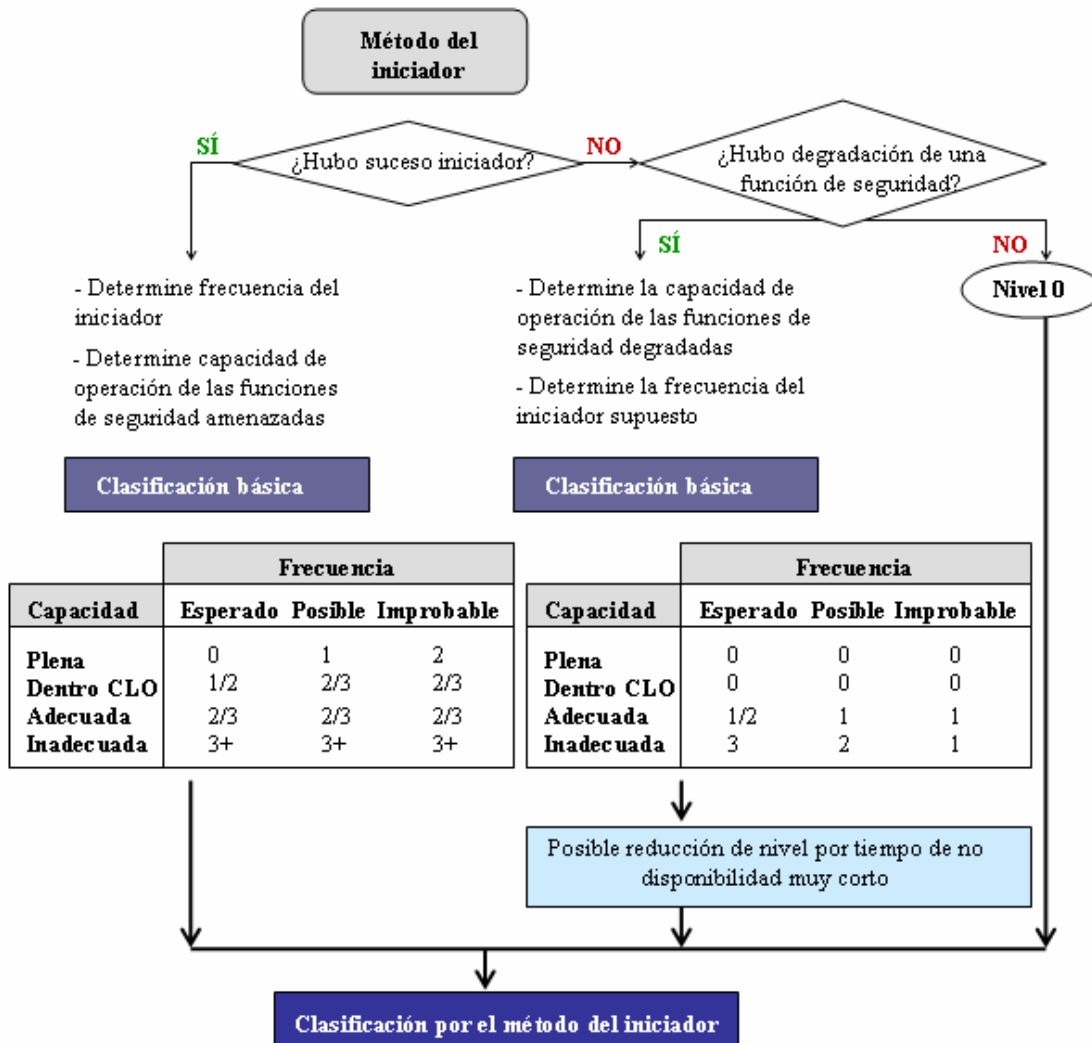 Método del
iniciador
SÍ
¿Hubo suceso iniciador?
NO
¿Hubo degradación de una
función de seguridad?
SÍ
NO
Nivel 0
- Determine frecuencia del
iniciador
- Determine capacidad de
operación de las funciones
de seguridad amenazadas
- Determine la capacidad de
operación de las funciones de
seguridad degradadas
- Determine la frecuencia del
iniciador supuesto
Clasificación básica
Clasificación básica
Frecuencia
Capacidad Esperado Posible Improbable
Plena 0 1 2
Dentro CLO 1/2 2/3 2/3
Adecuada 2/3 2/3 2/3
Inadecuada 3+ 3+ 3+
Frecuencia
Capacidad Esperado Posible Improbable
Plena 0 0 0
Dentro CLO 0 0 0
Adecuada 1/2 1 1
Inadecuada 3 2 1
Posible reducción de nivel por tiempo de no
disponibilidad muy corto
Clasificación por el método del iniciador